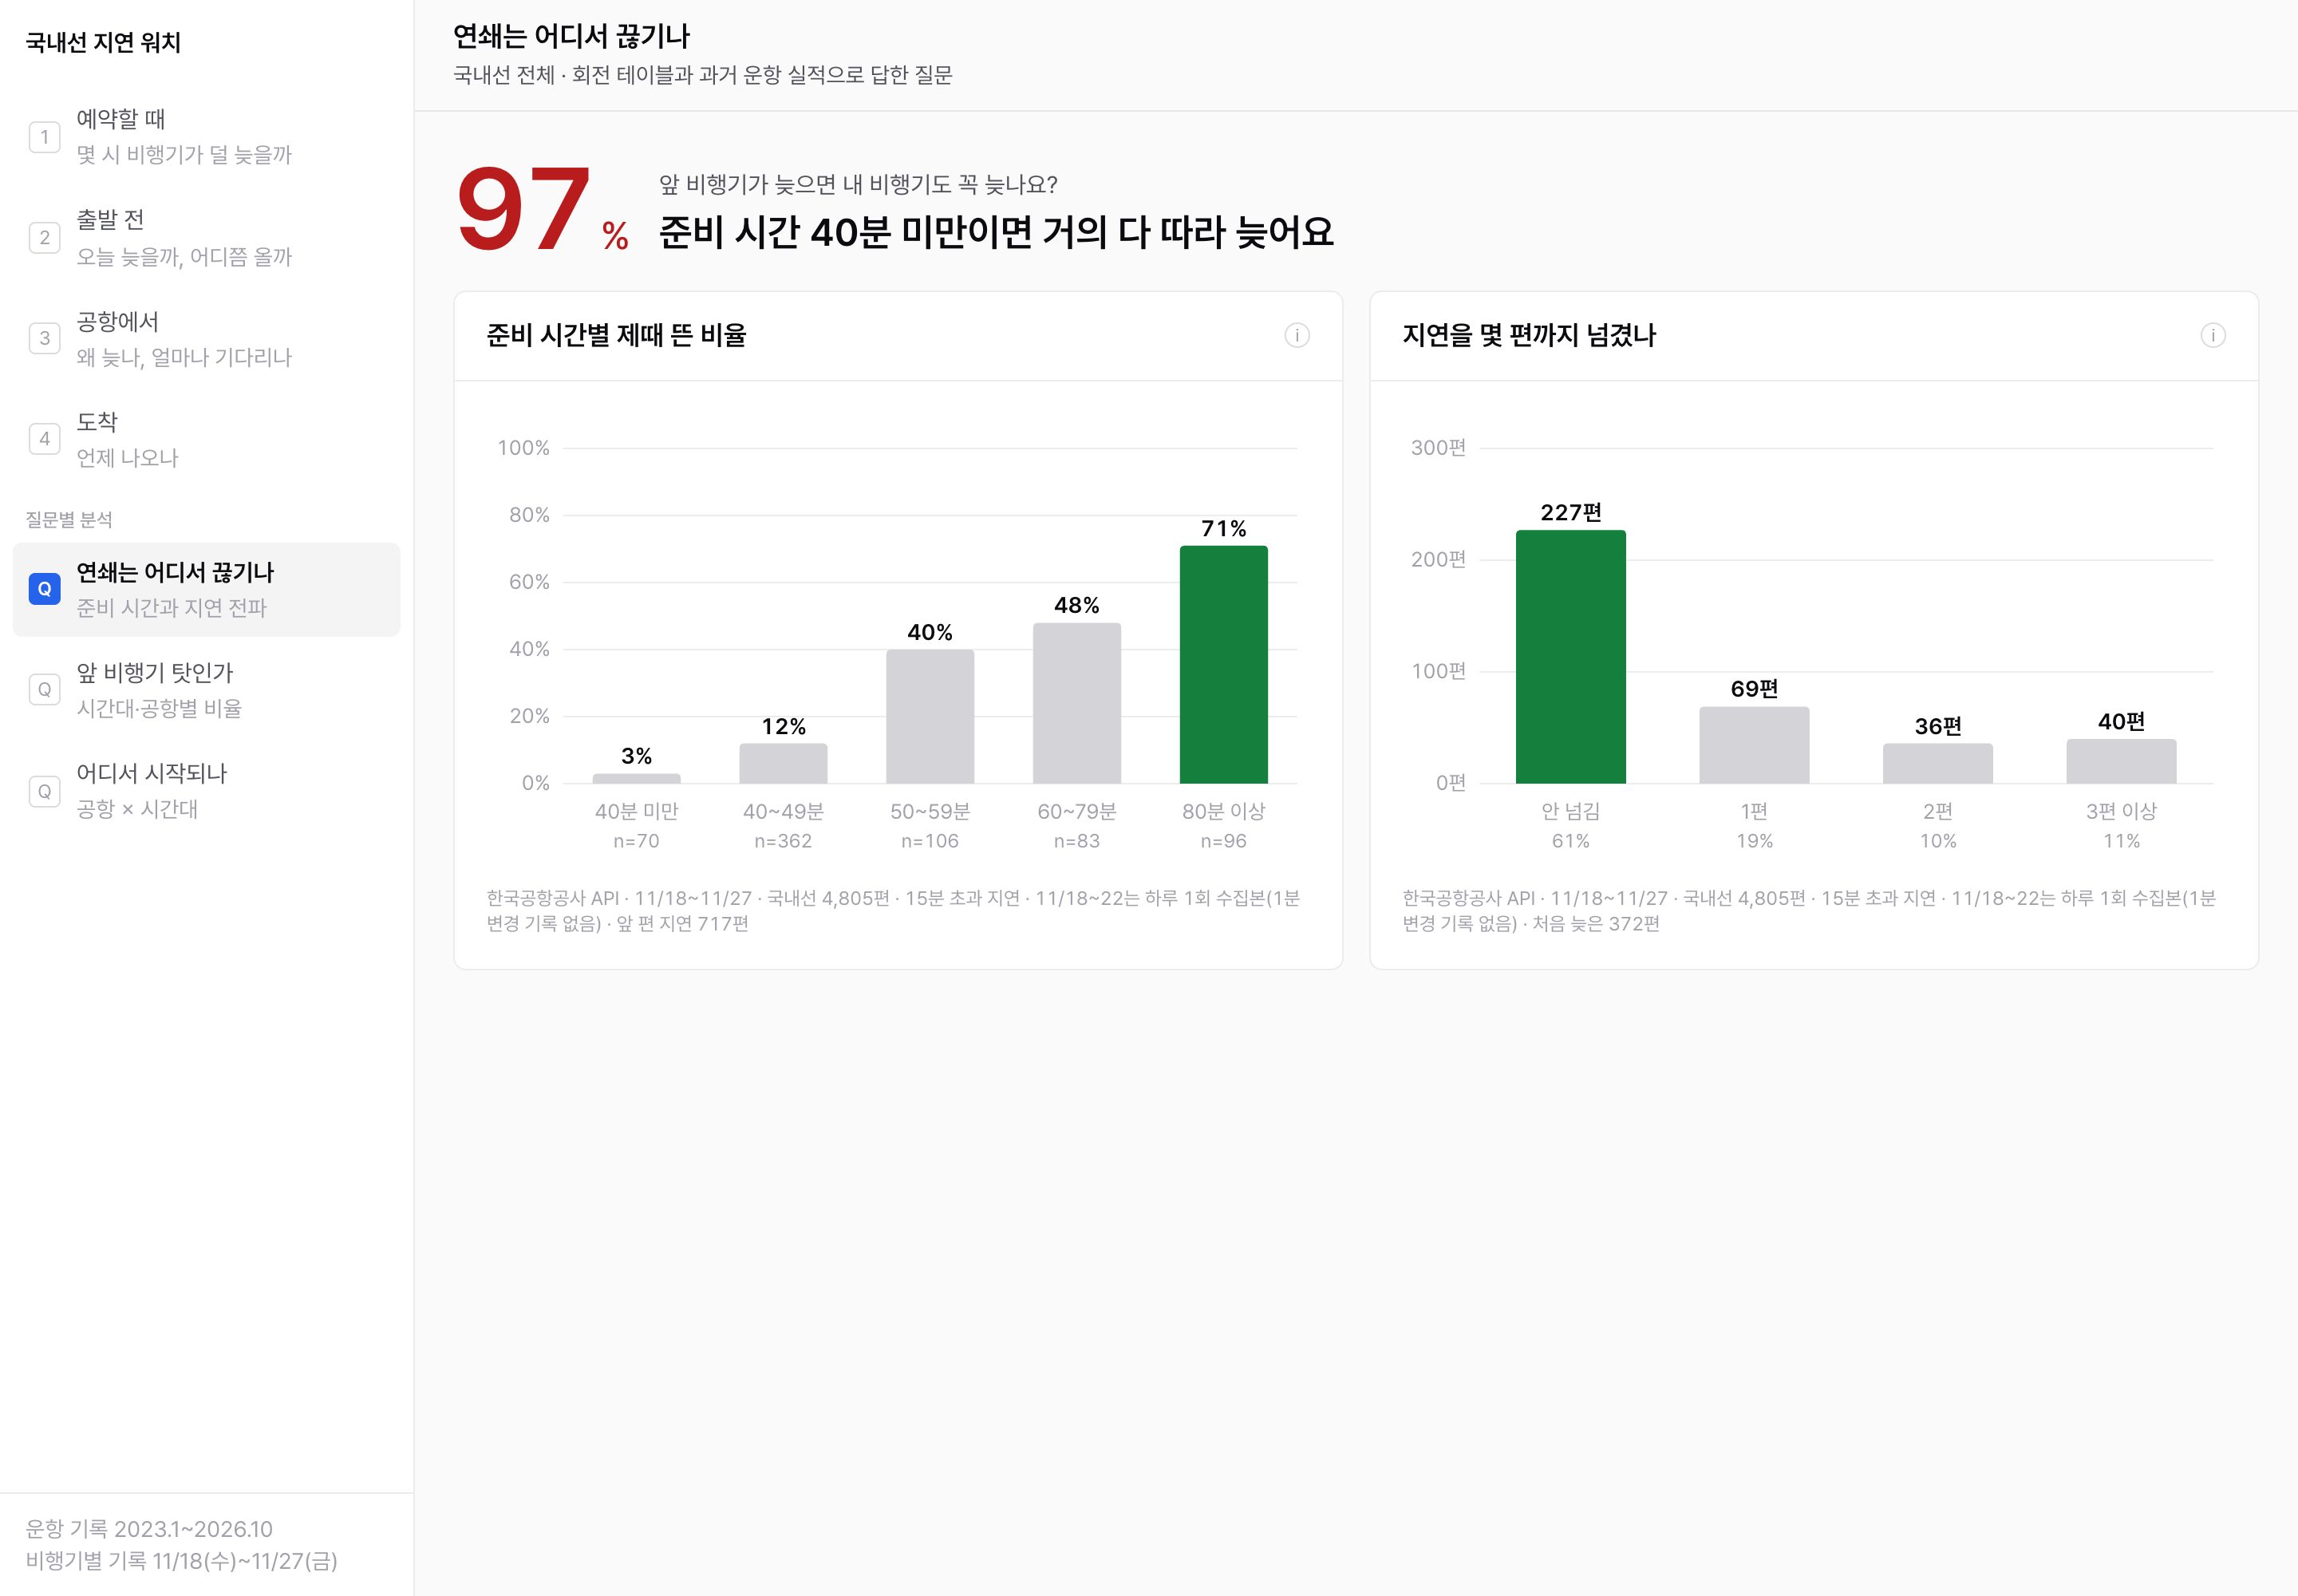 국내선 지연 워치
1
예약할 때
몇 시 비행기가 덜 늦을까
2
출발 전
오늘 늦을까, 어디쯤 올까
3
공항에서
왜 늦나, 얼마나 기다리나
4
도착
언제 나오나
질문별 분석
Q
연쇄는 어디서 끊기나
준비 시간과 지연 전파
Q
앞 비행기 탓인가
시간대·공항별 비율
Q
어디서 시작되나
공항 × 시간대
운항 기록 2023.1~2026.10
비행기별 기록 11/18(수)~11/27(금)
연쇄는 어디서 끊기나
국내선 전체 · 회전 테이블과 과거 운항 실적으로 답한 질문
97 %
앞 비행기가 늦으면 내 비행기도 꼭 늦나요?
준비 시간 40분 미만이면 거의 다 따라 늦어요
준비 시간별 제때 뜬 비율
i
100%
80%
60%
40%
20%
0%
3%
12%
40%
48%
71%
40분 미만
40~49분
50~59분
60~79분
80분 이상
n=70
n=362
n=106
n=83
n=96
한국공항공사 API · 11/18~11/27 · 국내선 4,805편 · 15분 초과 지연 · 11/18~22는 하루 1회 수집본(1분
변경 기록 없음) · 앞 편 지연 717편
지연을 몇 편까지 넘겼나
i
300편
200편
100편
0편
227편
69편
36편
40편
안 넘김
1편
2편
3편 이상
61%
19%
10%
11%
한국공항공사 API · 11/18~11/27 · 국내선 4,805편 · 15분 초과 지연 · 11/18~22는 하루 1회 수집본(1분
변경 기록 없음) · 처음 늦은 372편